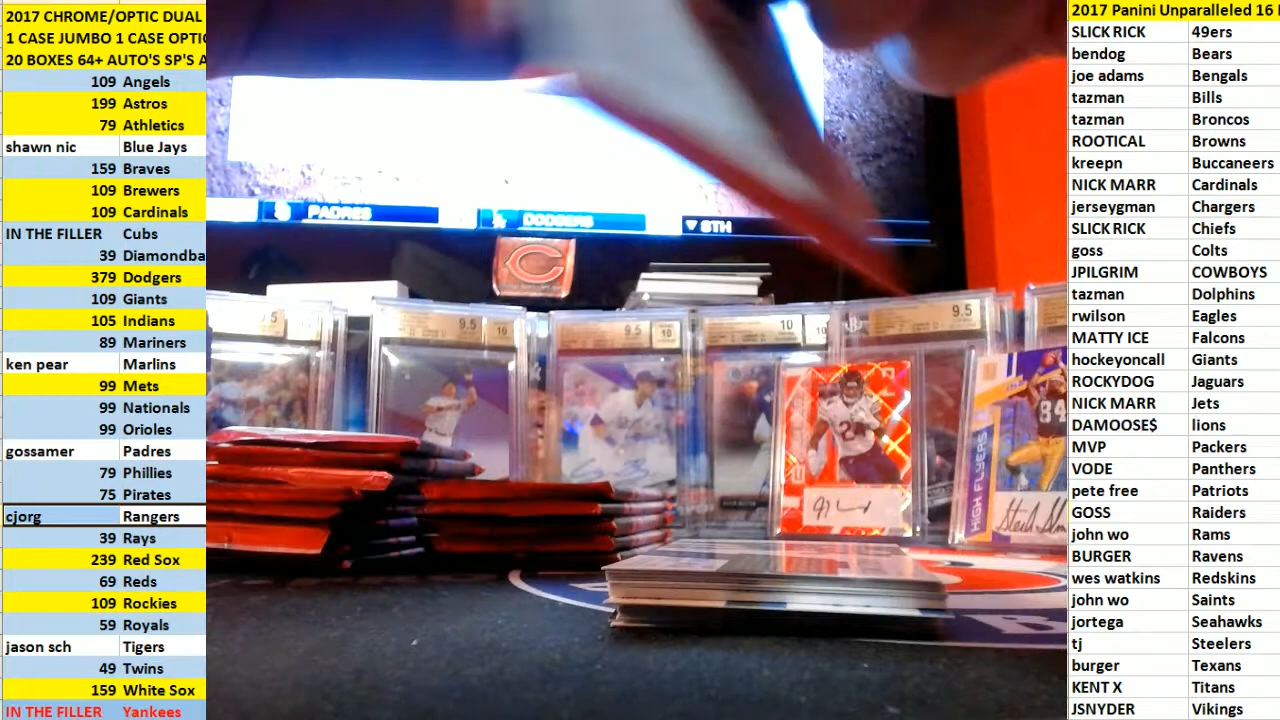 2017 CHROME/OPTIC DUAL
1 CASE JUMBO 1 CASE OPTIC
20 BOXES 64+ AUTO'S SP'S A
109 Angels
199 Astros
79 Athletics
shawn nic Blue Jays
159 Braves
109 Brewers
109 Cardinals
IN THE FILLER Cubs
39 Diamondba
379 Dodgers
109 Giants
105 Indians
89 Mariners
ken pear Marlins
99 Mets
99 Nationals
99 Orioles
gossamer Padres
79 Phillies
75 Pirates
cjorg Rangers
39 Rays
239 Red Sox
69 Reds
109 Rockies
59 Royals
jason sch Tigers
49 Twins
159 White Sox
IN THE FILLER Yankees
PADRES
DODGERS
8TH
9.5
9.5 10
9.5 10
10 10
9.5
24
HIGH FLYERS
84
2017 Panini Unparalleled 16
SLICK RICK 49ers
bendog Bears
joe adams Bengals
tazman Bills
tazman Broncos
ROOTICAL Browns
kreepn Buccaneers
NICK MARR Cardinals
jerseygman Chargers
SLICK RICK Chiefs
goss Colts
JPILGRIM COWBOYS
tazman Dolphins
rwilson Eagles
MATTY ICE Falcons
hockeyoncall Giants
ROCKYDOG Jaguars
NICK MARR Jets
DAMOOSE$ lions
MVP Packers
VODE Panthers
pete free Patriots
GOSS Raiders
john wo Rams
BURGER Ravens
wes watkins Redskins
john wo Saints
jortega Seahawks
tj Steelers
burger Texans
KENT X Titans
JSNYDER Vikings